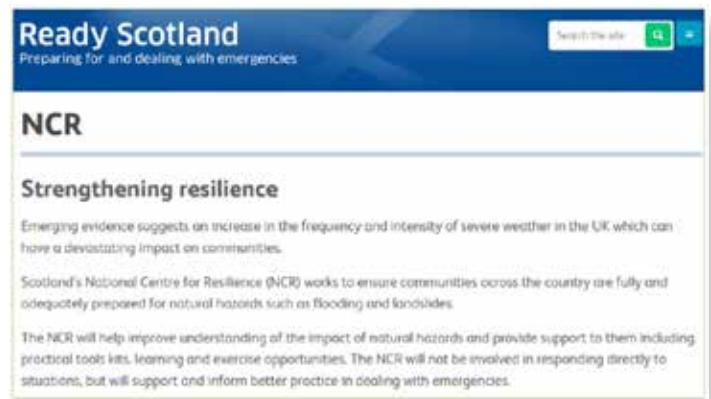 Ready Scotland
Preparing for and dealing with emergencies
Search the site
NCR
Strengthening resilience
Emerging evidence suggests an increase in the frequency and intensity of severe weather in the UK which can
have a devastating impact on communities.
Scotland's National Centre for Resilience (NCR) works to ensure communities across the country are fully and
adequately prepared for natural hazards such as flooding and landslides.
The NCR will help improve understanding of the impact of natural hazards and provide support to them including
practical tools kits, learning and exercise opportunities. The NCR will not be involved in responding directly to
situations, but will support and inform better practice in dealing with emergencies.